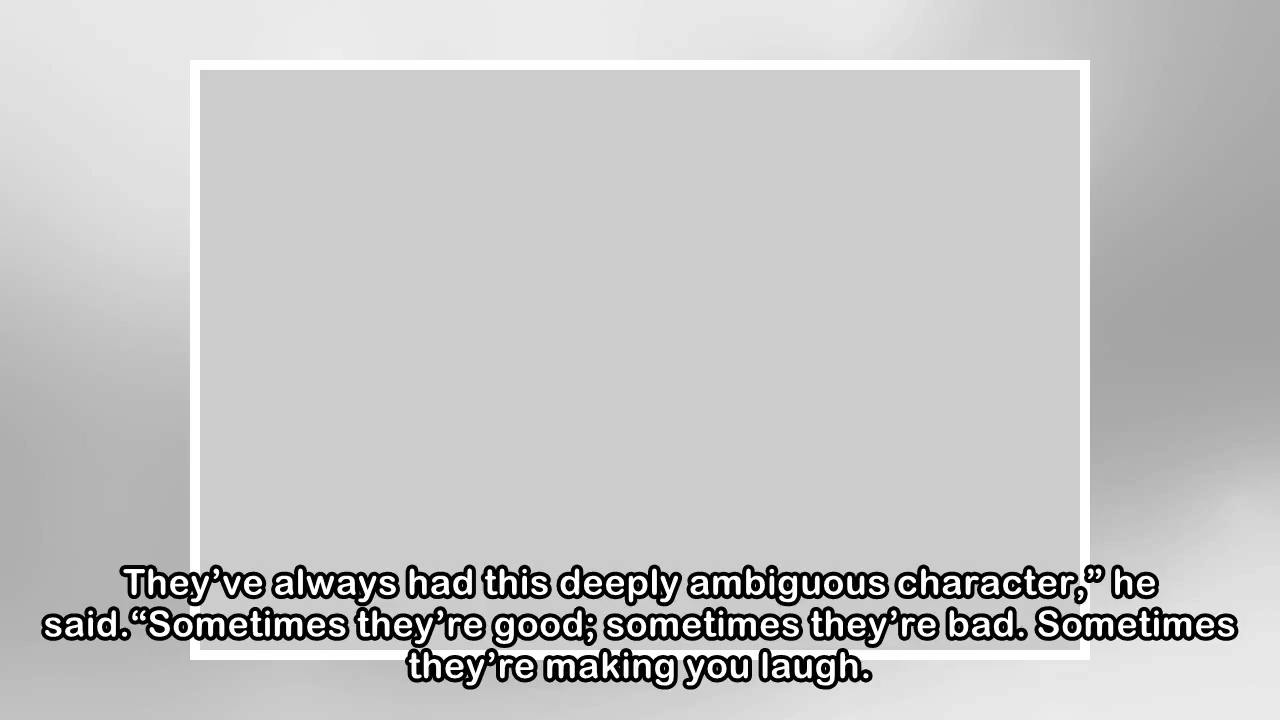 They’ve always had this deeply ambiguous character,” he
said.“Sometimes they’re good; sometimes they’re bad. Sometimes
they’re making you laugh.